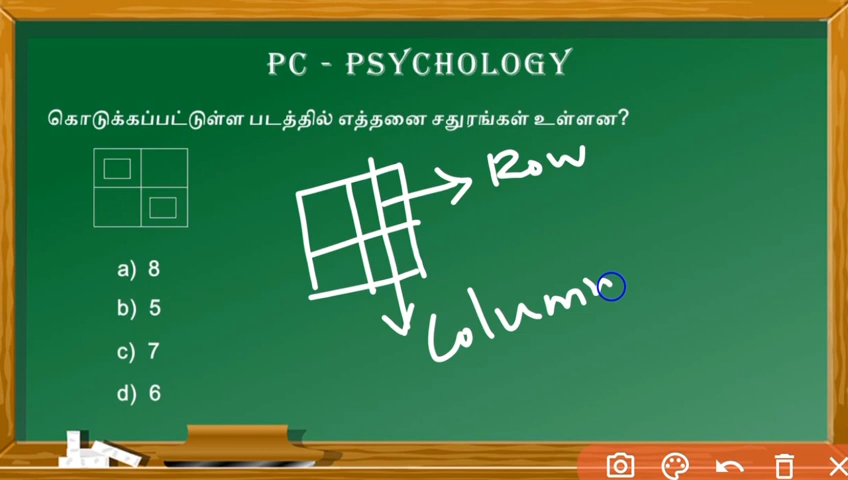 PC - PSYCHOLOGY
கொடுக்கப்பட்டுள்ள படத்தில் எத்தனை சதுரங்கள் உள்ளன?
Row
Column
a) 8
b) 5
c) 7
d) 6